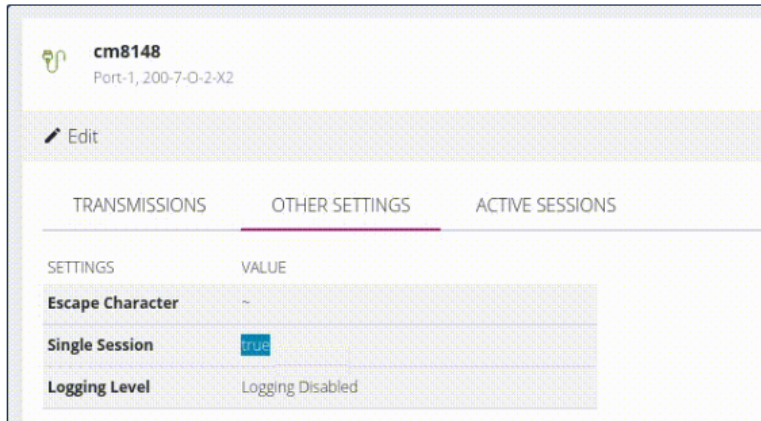 cm8148
Port-1, 200-7-O-2-X2
Edit
TRANSMISSIONS OTHER SETTINGS ACTIVE SESSIONS
SETTINGS VALUE
Escape Character ~
Single Session true
Logging Level Logging Disabled